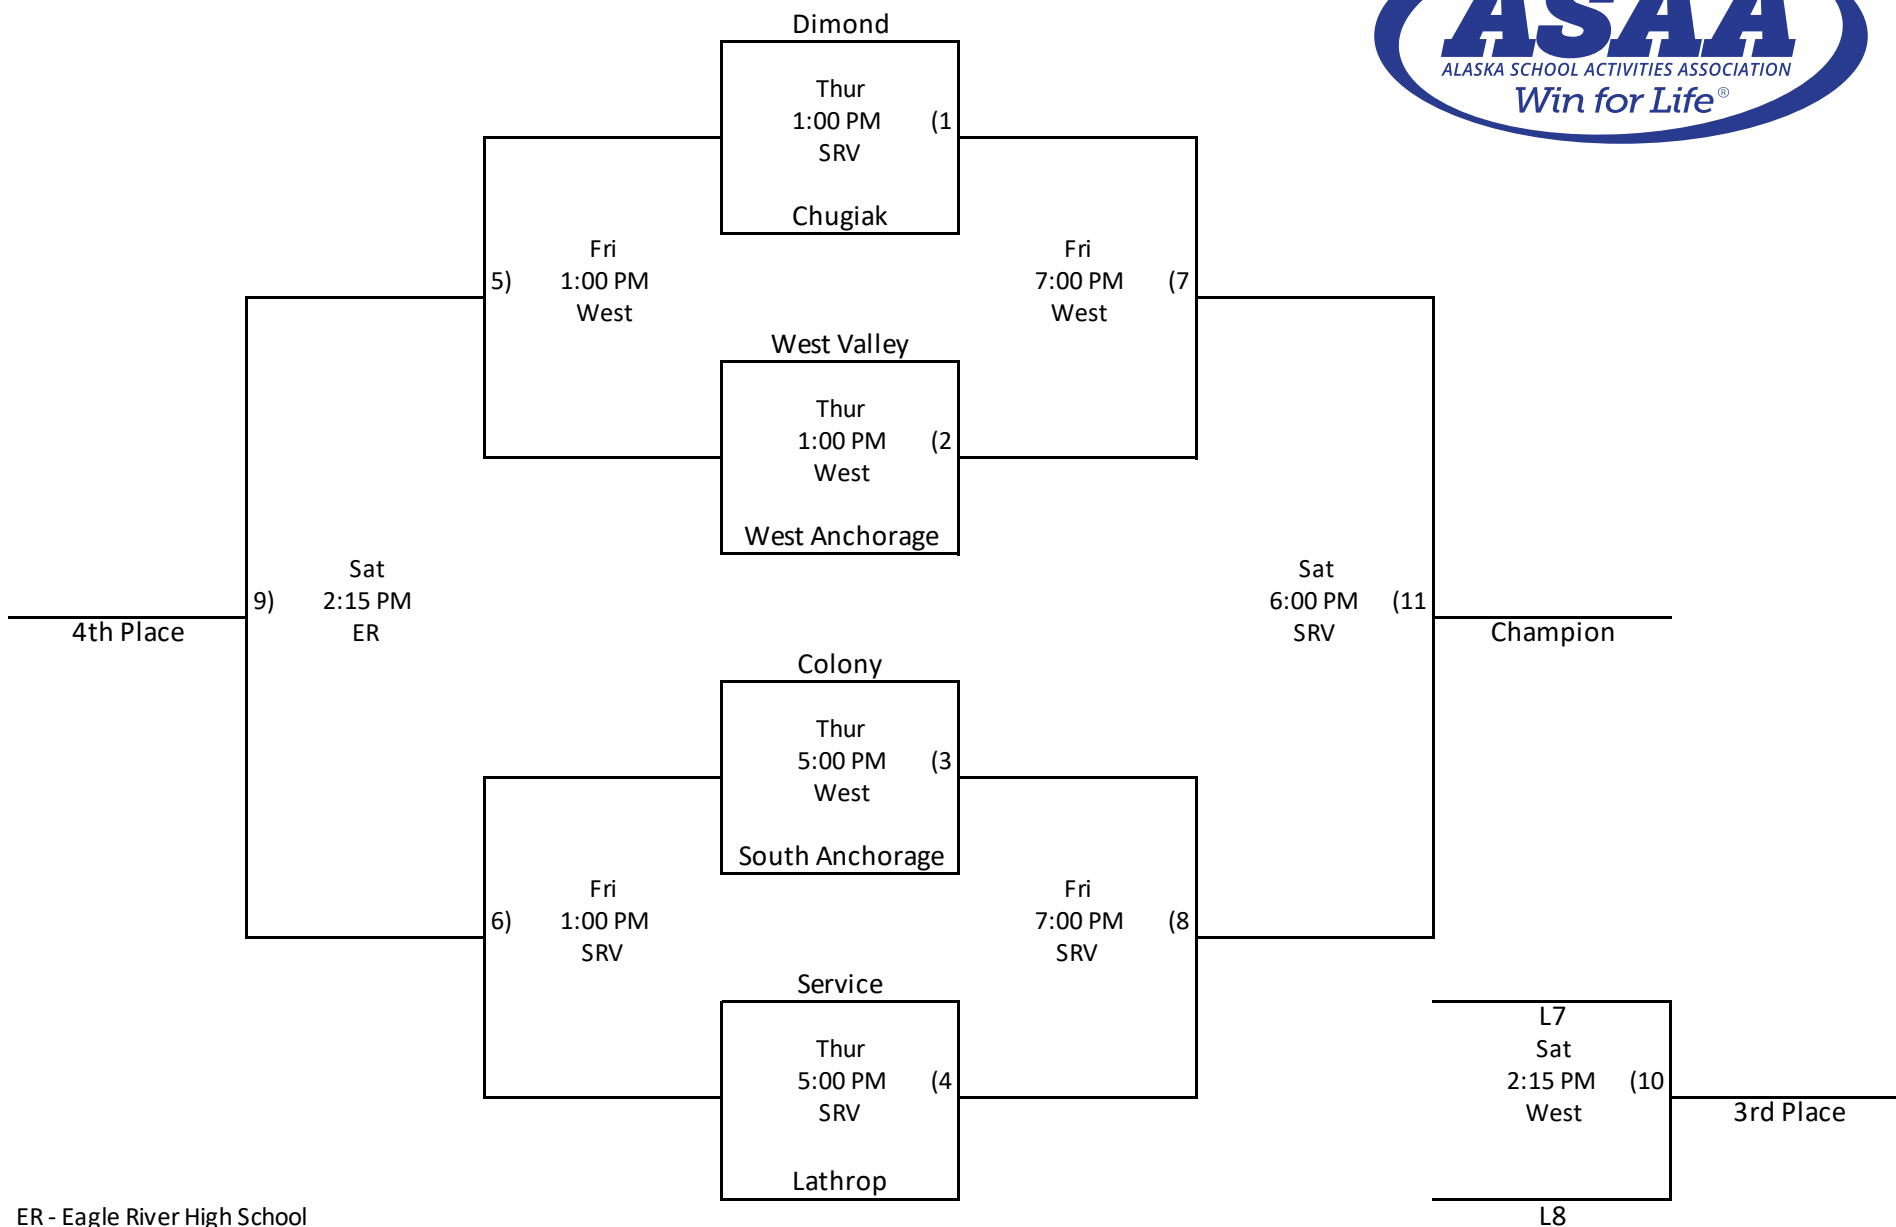 ASAA
ALASKA SCHOOL ACTIVITIES ASSOCIATION
Win for Life®
Dimond
Thur
1:00 PM (1
SRV
Chugiak
Fri
5) 1:00 PM
West
Fri
7:00 PM (7
West
West Valley
Thur
1:00 PM (2
West
West Anchorage
Sat
9) 2:15 PM
ER
4th Place
Sat
6:00 PM (11
SRV
Champion
Colony
Thur
5:00 PM (3
West
South Anchorage
Fri
6) 1:00 PM
SRV
Fri
7:00 PM (8
SRV
Service
Thur
5:00 PM (4
SRV
Lathrop
L7
Sat
2:15 PM (10
West
3rd Place
L8
ER - Eagle River High School